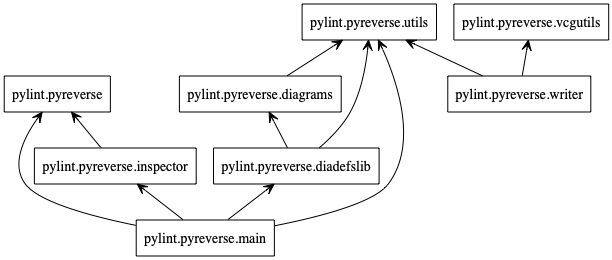 pylint.pyreverse.utils
pylint.pyreverse.vcgutils
pylint.pyreverse
pylint.pyreverse.diagrams
pylint.pyreverse.writer
pylint.pyreverse.inspector
pylint.pyreverse.diadefslib
pylint.pyreverse.main